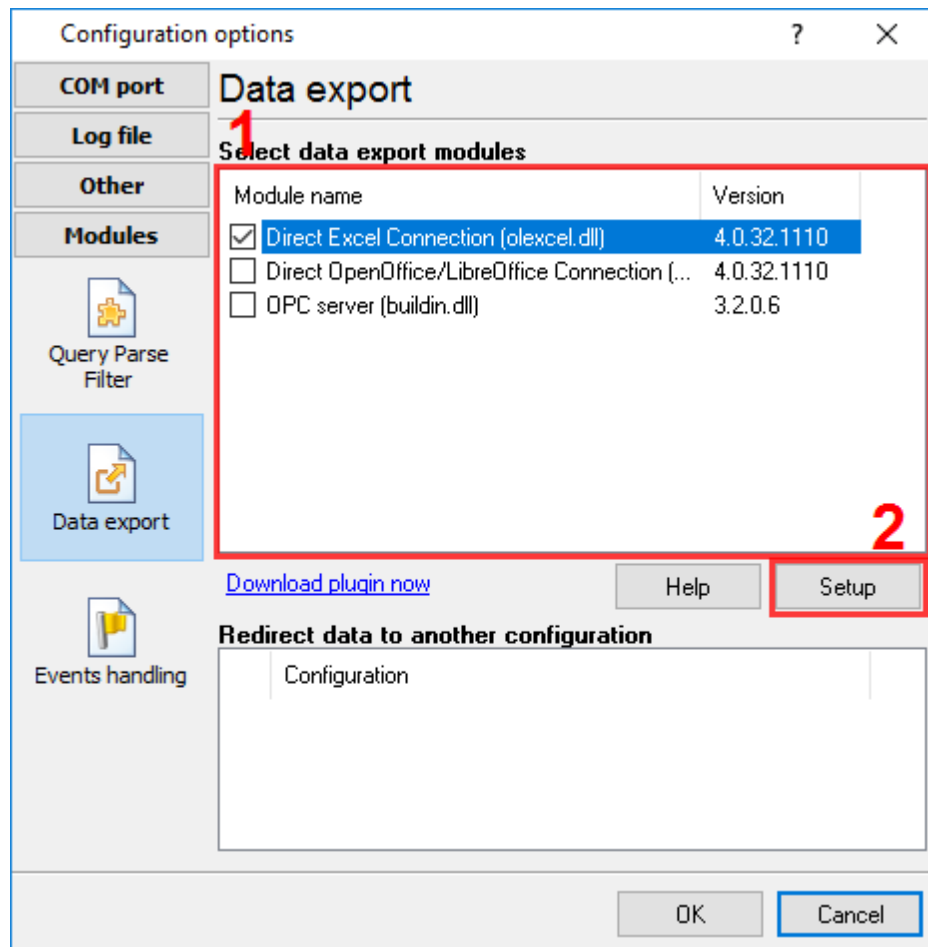 Configuration options
?
COM port
Log file
Other
Modules
Query Parse
Filter
Data export
Events handling
Data export
1
Select data export modules
Module name Version
Direct Excel Connection (olexcel.dll) 4.0.32.1110
Direct OpenOffice/LibreOffice Connection (... 4.0.32.1110
OPC server (buildin.dll) 3.2.0.6
2
Download plugin now
Help
Setup
Redirect data to another configuration
Configuration
OK
Cancel